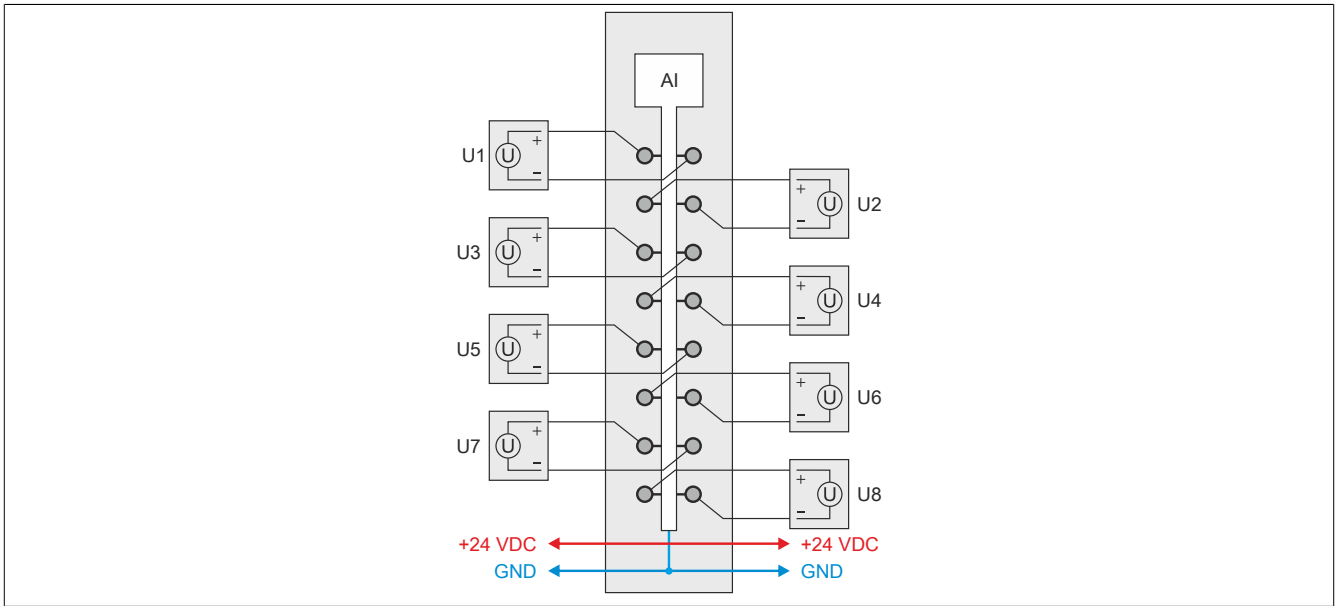 AI
U1 U + -
+ - U U2
U3 U + -
+ - U U4
U5 U + -
+ - U U6
U7 U + -
+ - U U8
+24 VDC +24 VDC
GND GND